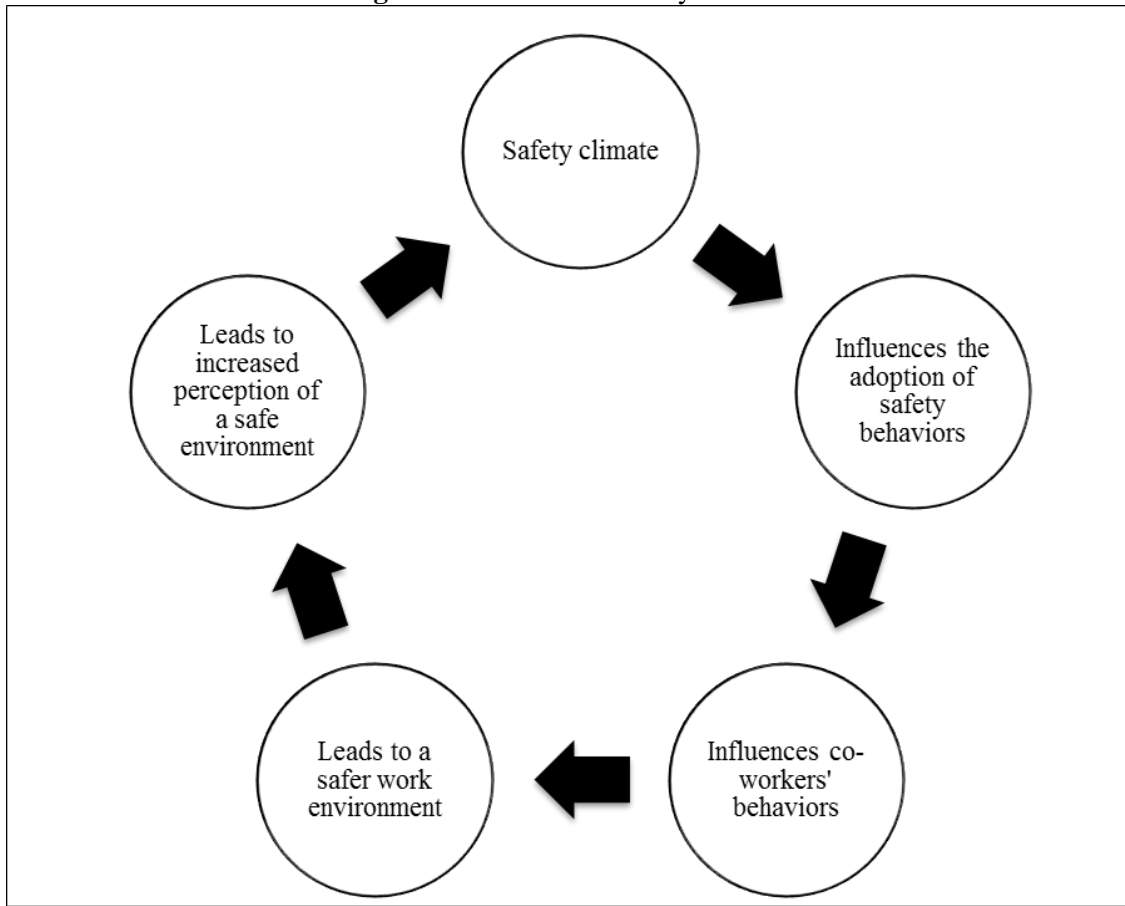 Safety climate
Influences the
adoption of
safety
behaviors
Influences co-
workers'
behaviors
Leads to a
safer work
environment
Leads to
increased
perception of
a safe
environment